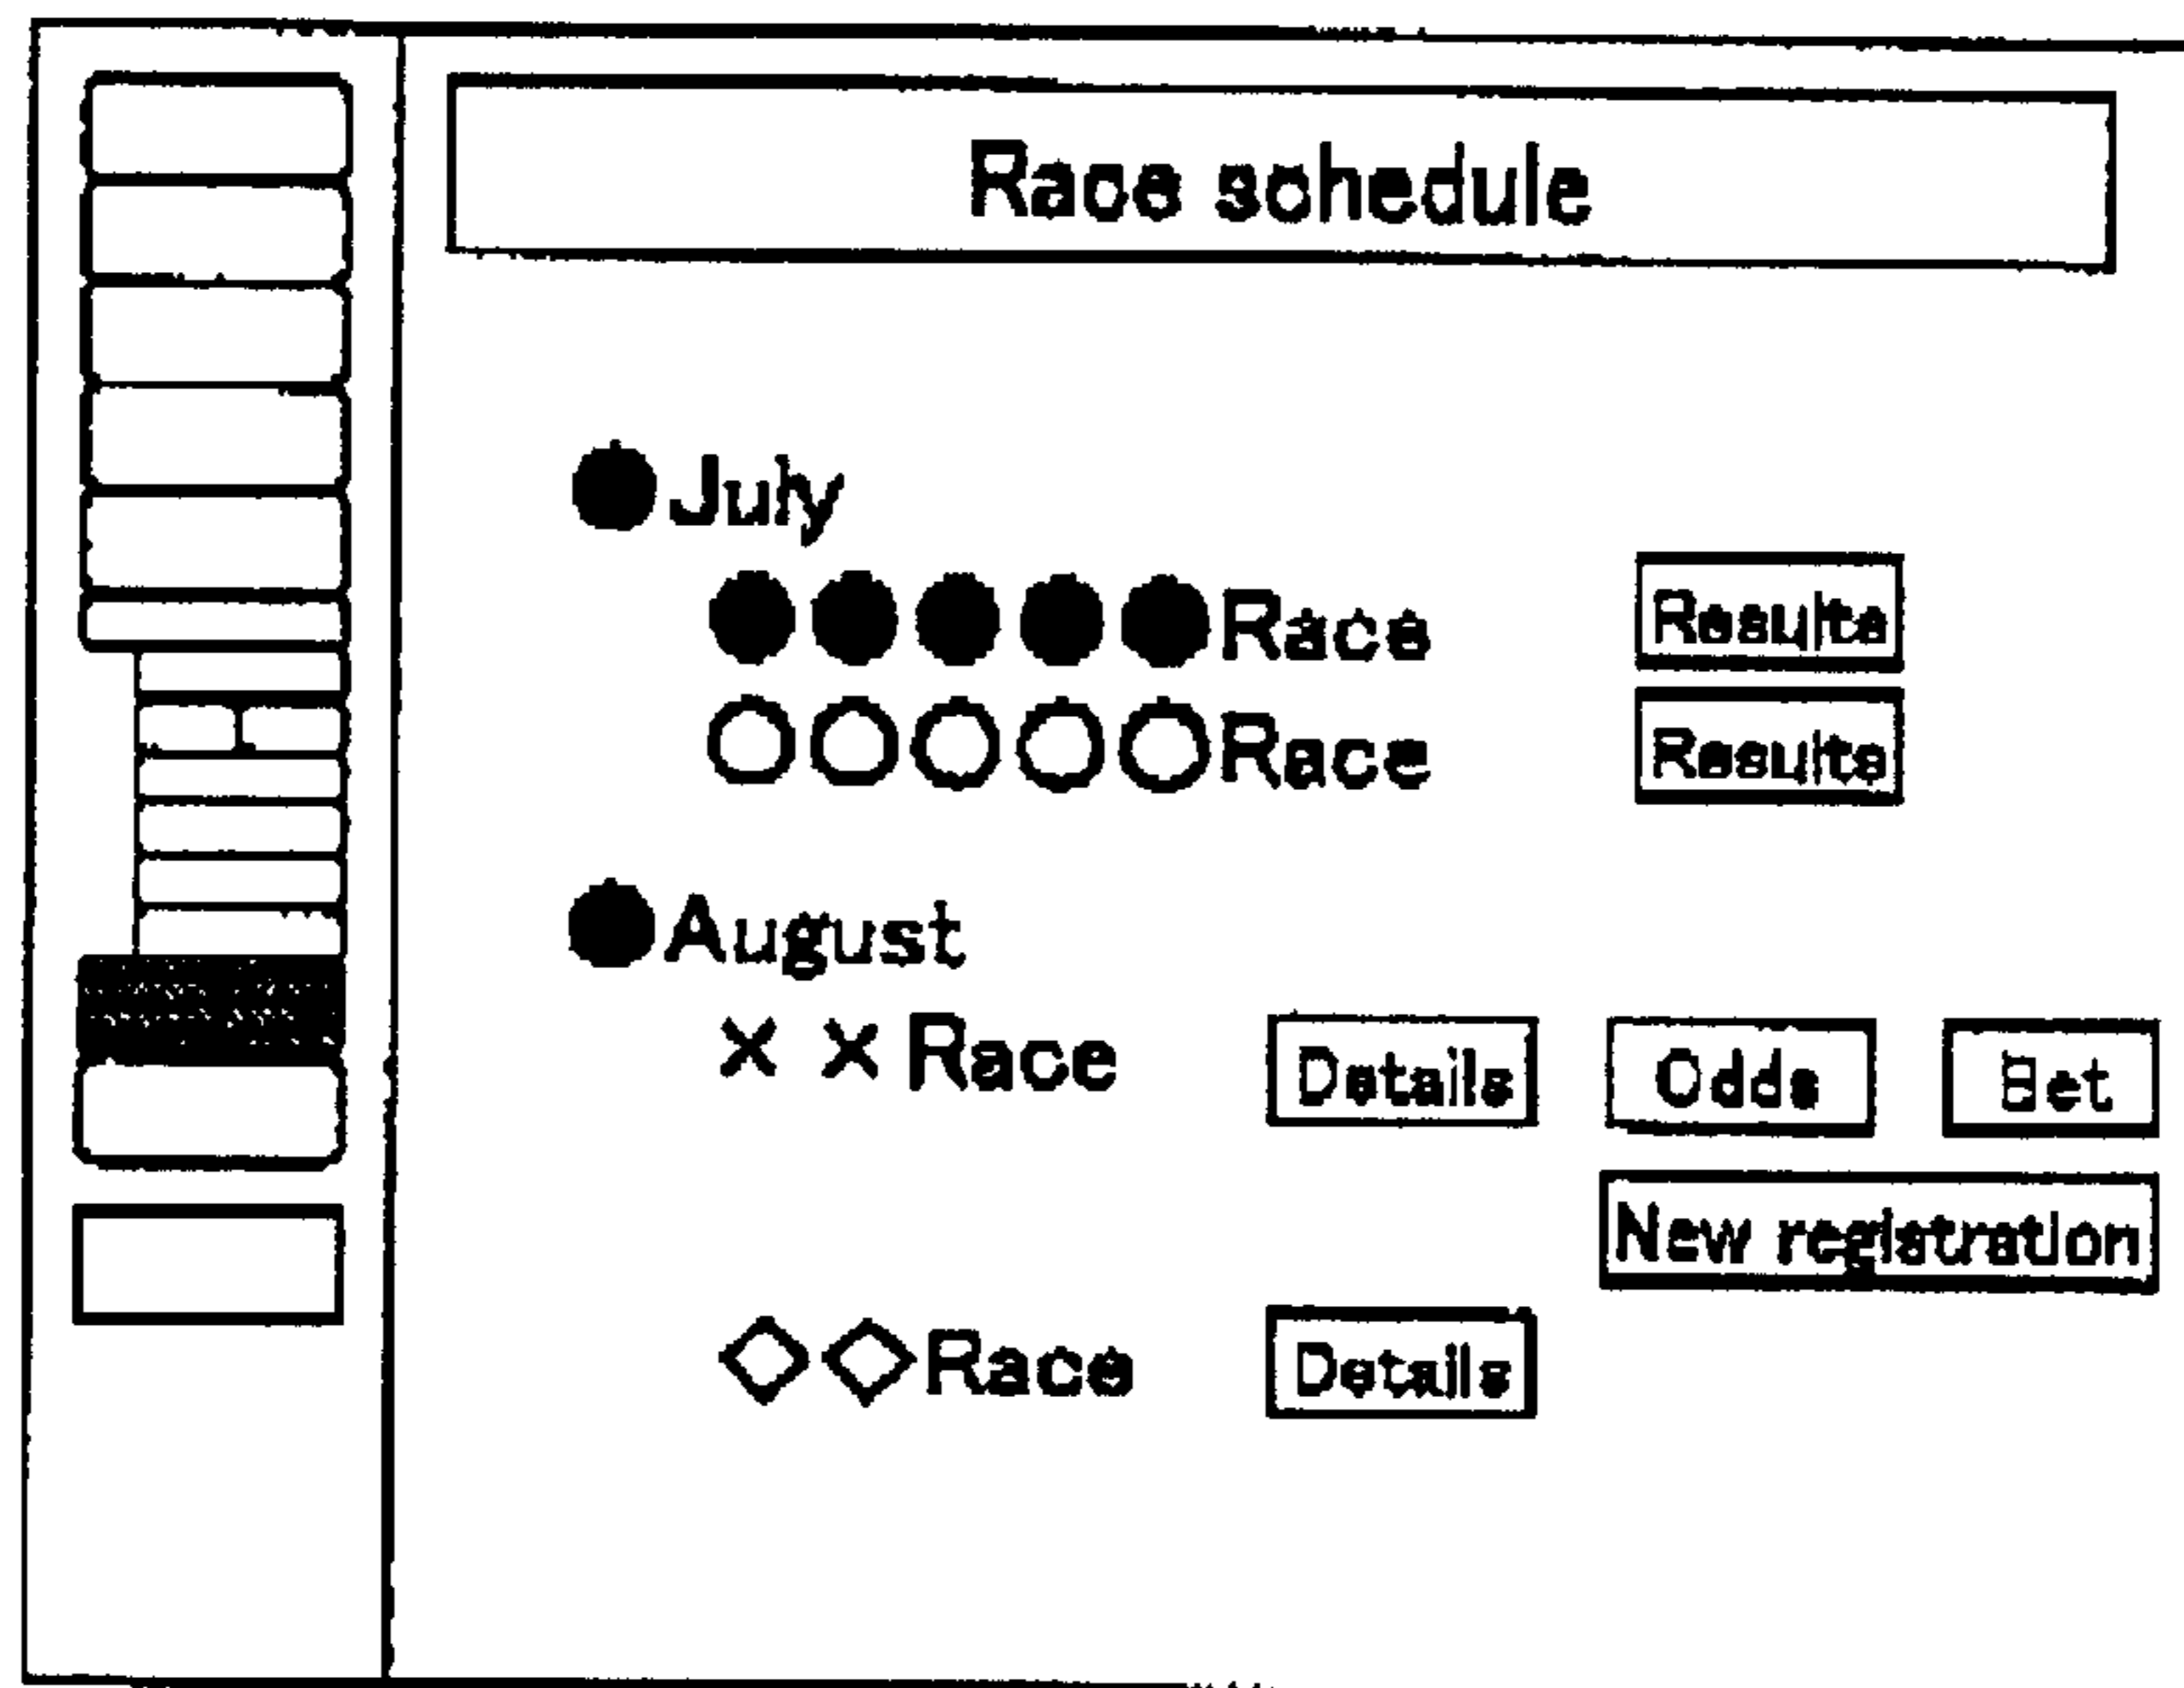 Race schedule
●July
●●●●●Race Results
○○○○○Race Results
●August
××Race Details Odds Bet
New registration
◇◇Race Details